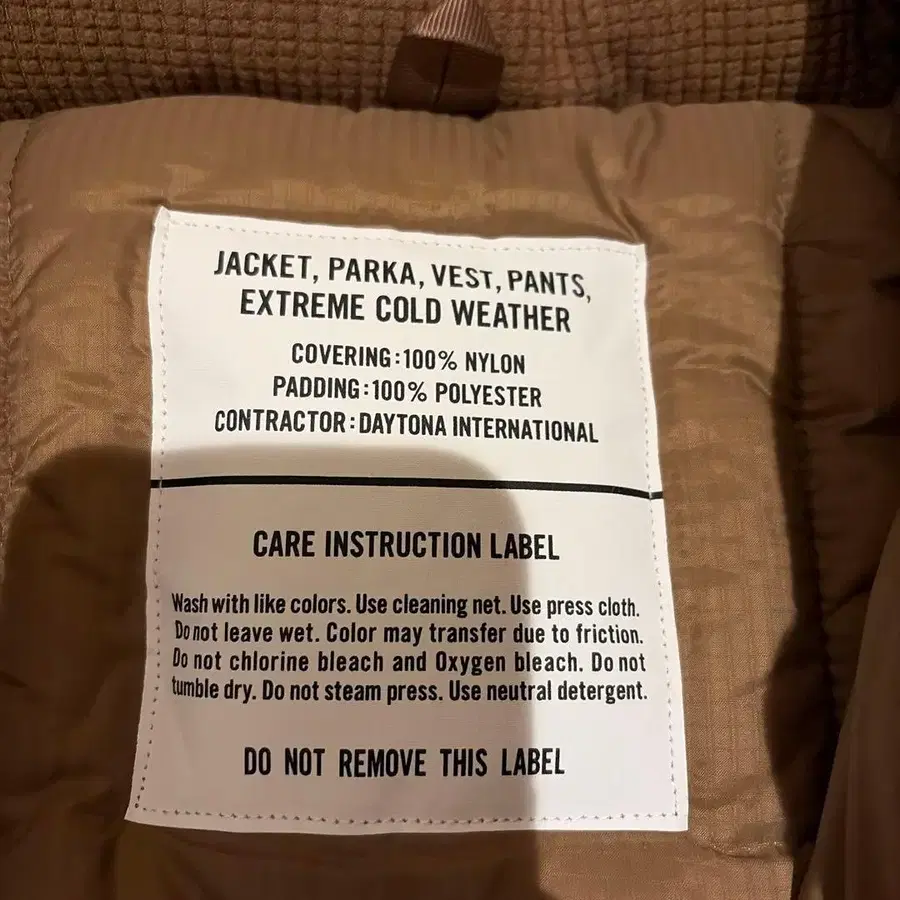 JACKET, PARKA, VEST, PANTS,
EXTREME COLD WEATHER
COVERING:100% NYLON
PADDING:100% POLYESTER
CONTRACTOR:DAYTONA INTERNATIONAL
CARE INSTRUCTION LABEL
Wash with like colors. Use cleaning net. Use press cloth.
Do not leave wet. Color may transfer due to friction.
Do not chlorine bleach and Oxygen bleach. Do not
tumble dry. Do not steam press. Use neutral detergent.
DO NOT REMOVE THIS LABEL